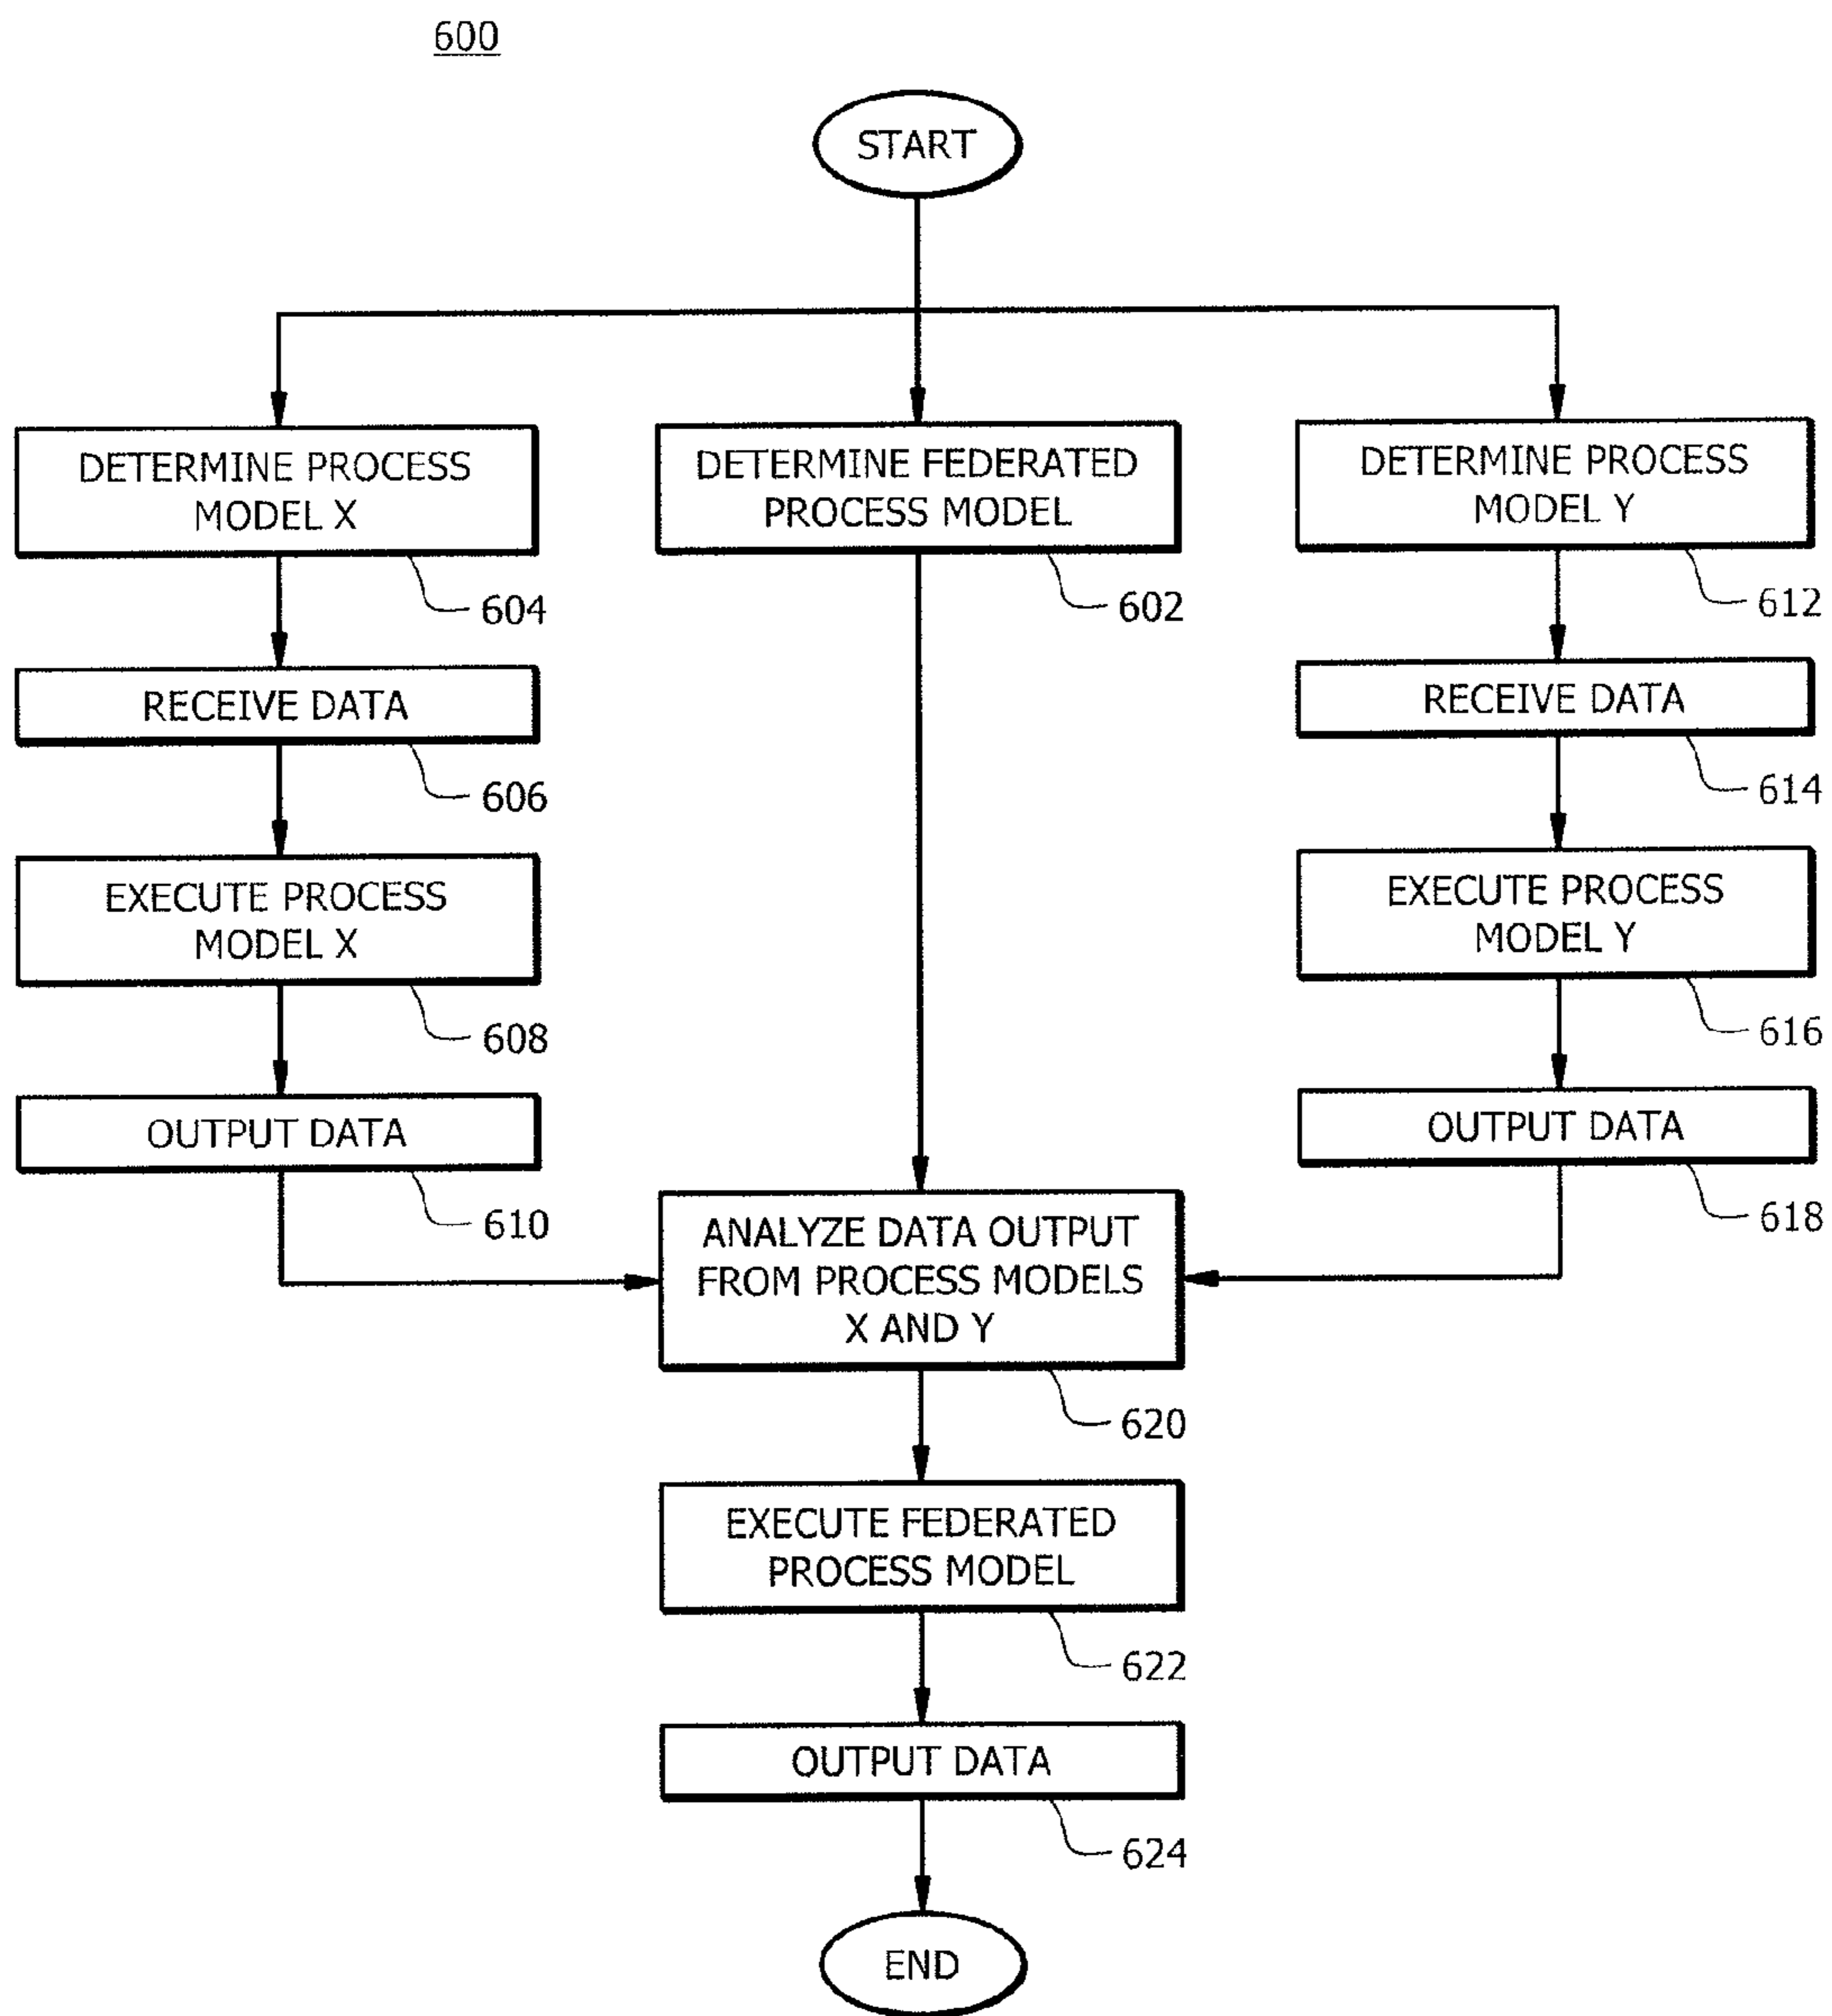 600
START
DETERMINE PROCESS
MODEL X
604
DETERMINE FEDERATED
PROCESS MODEL
602
DETERMINE PROCESS
MODEL Y
612
RECEIVE DATA
606
RECEIVE DATA
614
EXECUTE PROCESS
MODEL X
608
EXECUTE PROCESS
MODEL Y
616
OUTPUT DATA
610
OUTPUT DATA
618
ANALYZE DATA OUTPUT
FROM PROCESS MODELS
X AND Y
620
EXECUTE FEDERATED
PROCESS MODEL
622
OUTPUT DATA
624
END